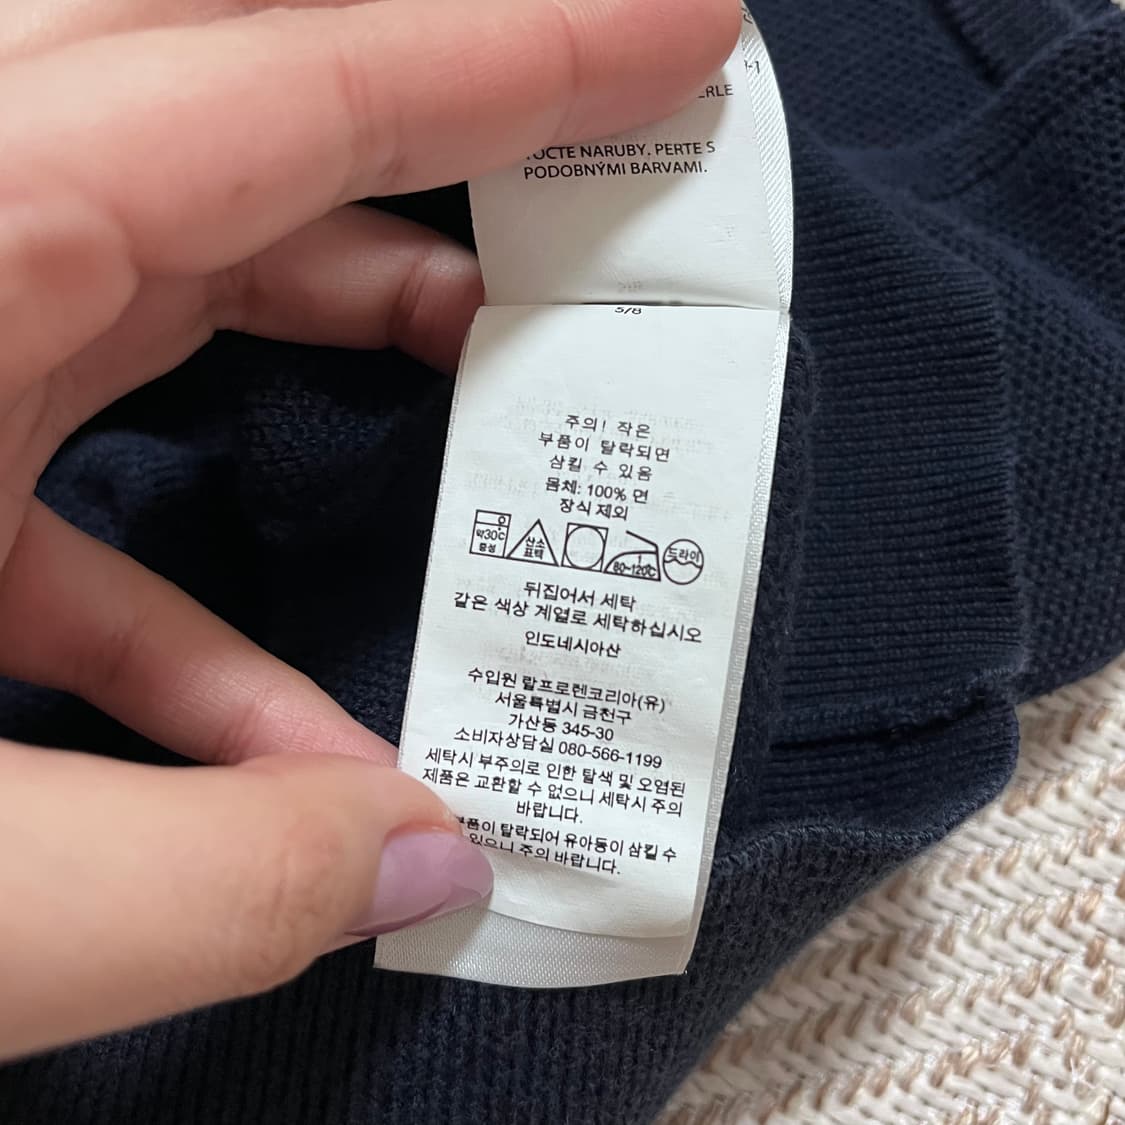 -1
ERLE
NARUBY. PERTE S
PODOBNÝMI BARVAMI.
5/8
주의! 작은
부품이 탈락되면
삼킬 수 있음
몸체: 100% 면
장식 제외
약30℃
중성
산소
표백
80~120℃
드라이
뒤집어서 세탁
같은 색상 계열로 세탁하십시오
인도네시아산
수입원 랄프로렌코리아(유)
서울특별시 금천구
가산동 345-30
소비자상담실 080-566-1199
세탁시 부주의로 인한 탈색 및 오염된
제품은 교환할 수 없으니 세탁시 주의
바랍니다.
부품이 탈락되어 유아동이 삼킬 수
있으니 주의 바랍니다.